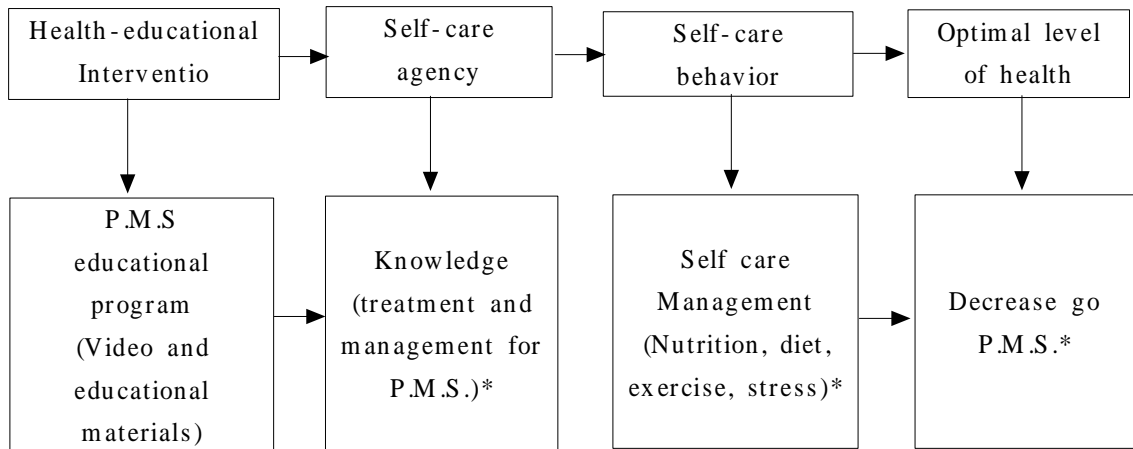 Health-educational
Interventio
Self-care
agency
Self-care
behavior
Optimal level
of health
P.M.S
educational
program
(Video and
educational
materials)
Knowledge
(treatment and
management for
P.M.S.)*
Self care
Management
(Nutrition, diet,
exercise, stress)*
Decrease go
P.M.S.*